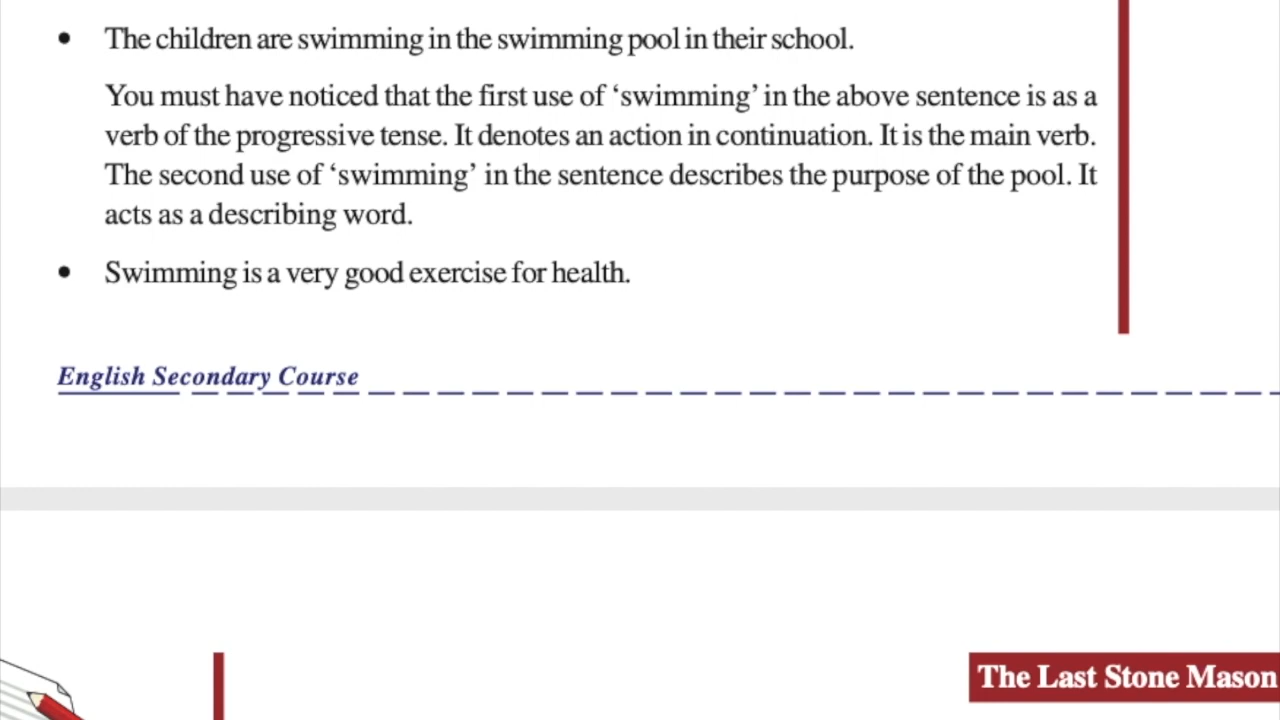 • The children are swimming in the swimming pool in their school.
You must have noticed that the first use of ‘swimming’ in the above sentence is as a
verb of the progressive tense. It denotes an action in continuation. It is the main verb.
The second use of ‘swimming’ in the sentence describes the purpose of the pool. It
acts as a describing word.
• Swimming is a very good exercise for health.
English Secondary Course
The Last Stone Mason